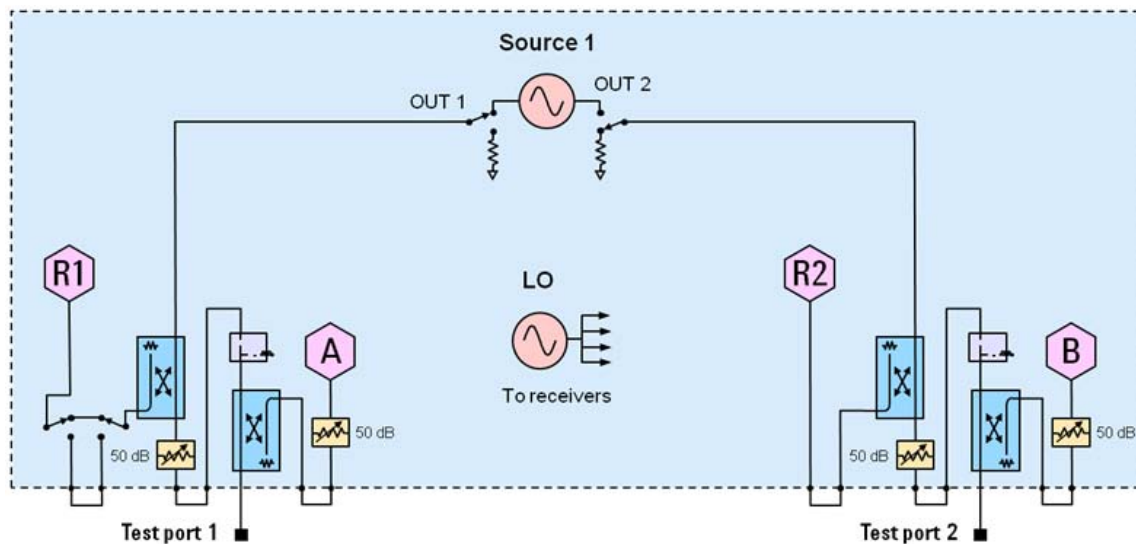 Source 1
OUT 1
OUT 2
R1
LO
R2
A
B
To receivers
50 dB
50 dB
50 dB
50 dB
Test port 1
Test port 2